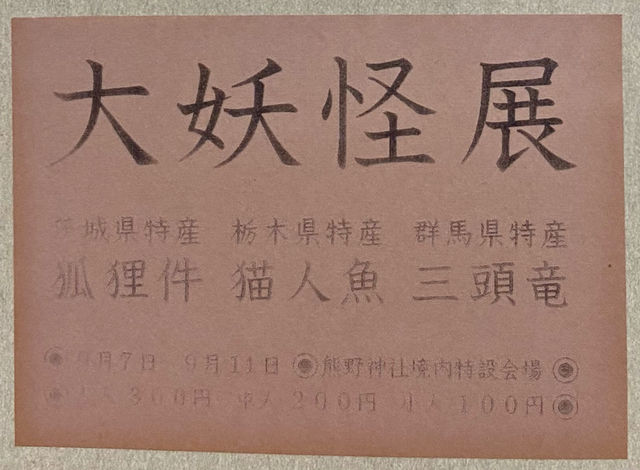 大妖怪展
茨城県特産 栃木県特産 群馬県特産
狐狸件 猫人魚 三頭竜
◉9月7日 9月11日◉熊野神社境内特設会場◉
大人300円 中人200円 小人100円◉